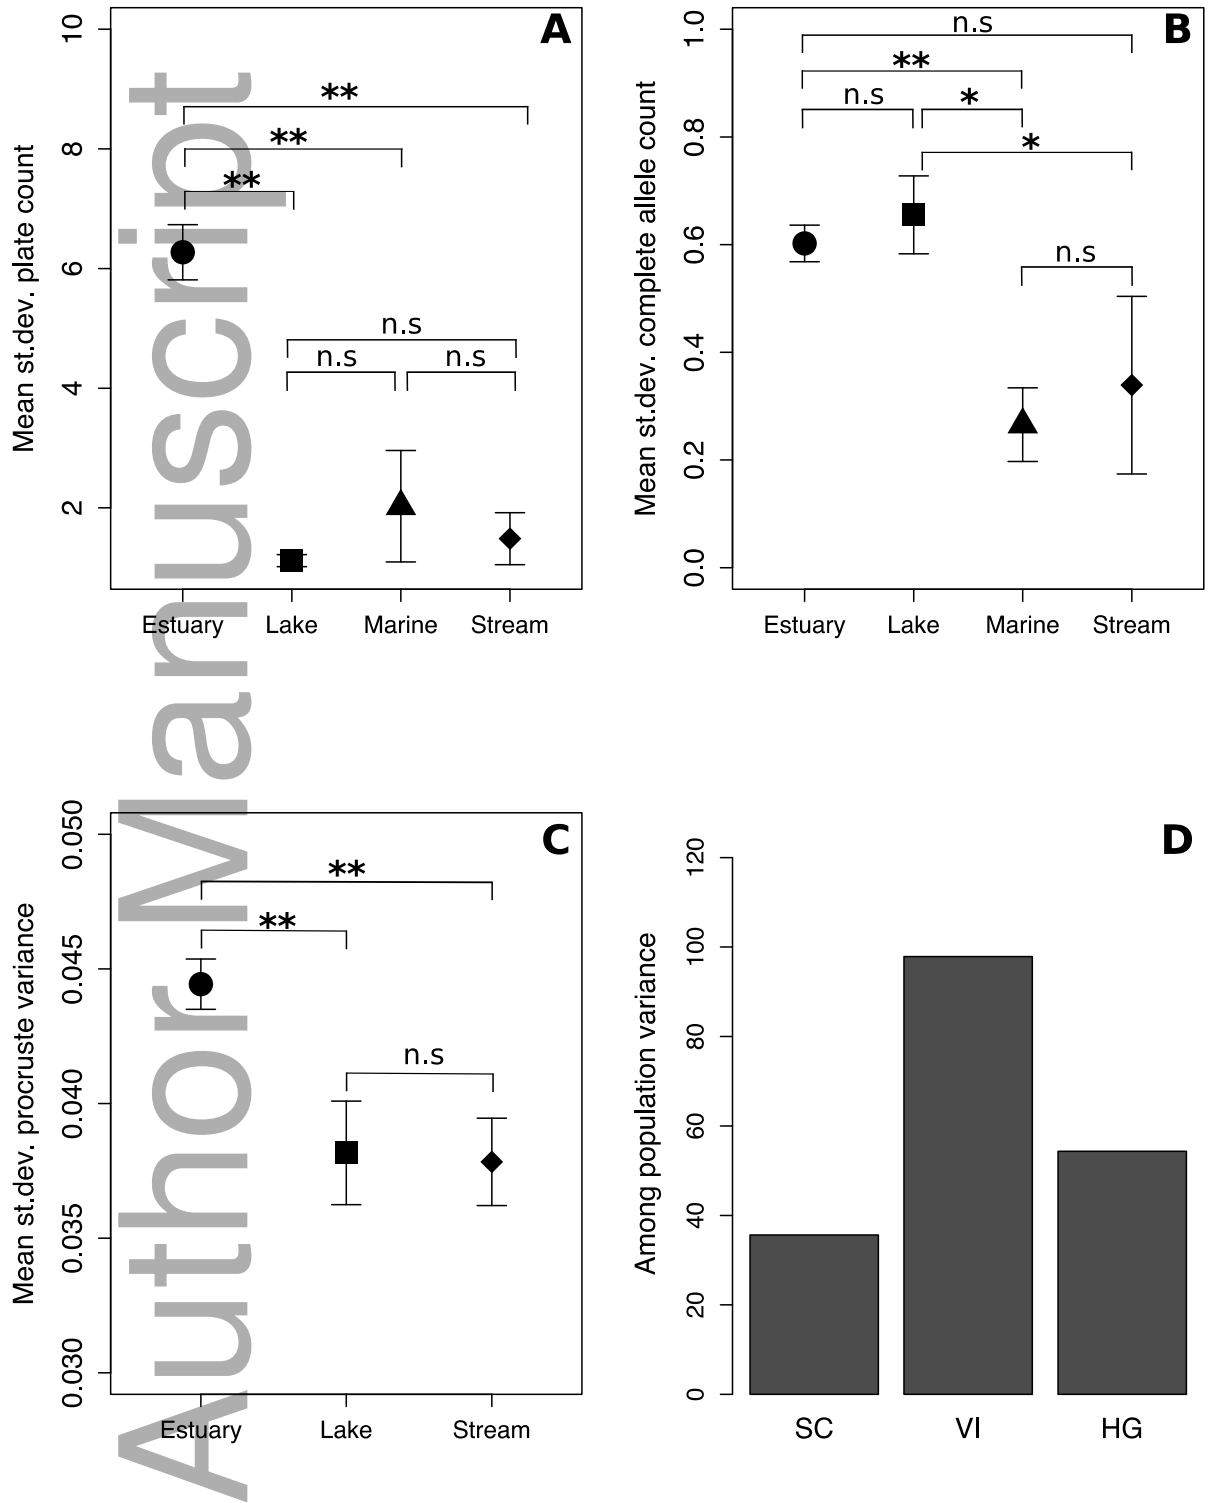 A
Mean st.dev. plate count
10
8
6
4
2
**
**
**
n.s
n.s
n.s
Estuary Lake Marine Stream
B
Mean st.dev. complete allele count
1.0
0.8
0.6
0.4
0.2
0.0
n.s
**
n.s
*
*
n.s
Estuary Lake Marine Stream
C
Mean st.dev. procruste variance
0.050
0.045
0.040
0.035
0.030
**
**
n.s
Estuary Lake Stream
D
Among population variance
120
100
80
60
40
20
0
SC VI HG
Author Manuscript